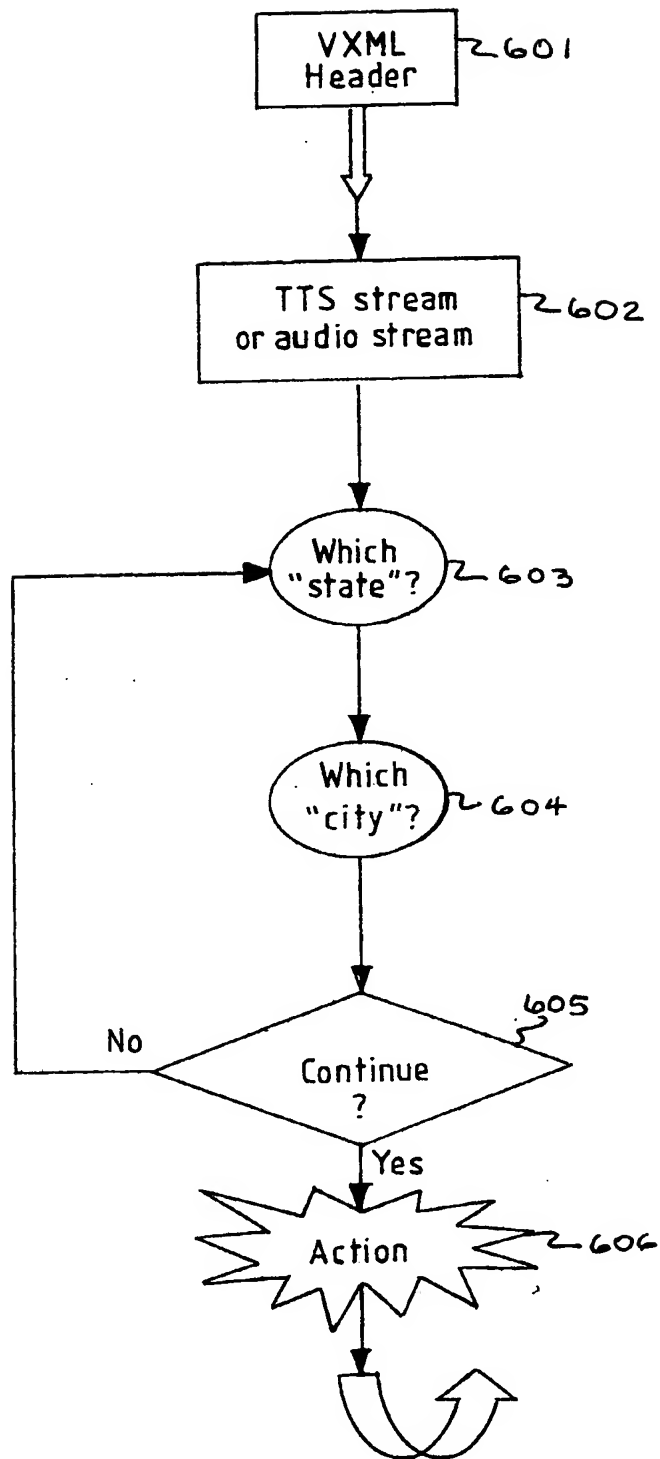 VXML
Header
601
TTS stream
or audio stream
602
Which
"state"?
603
Which
"city"?
604
605
No
Continue
?
Yes
Action
606